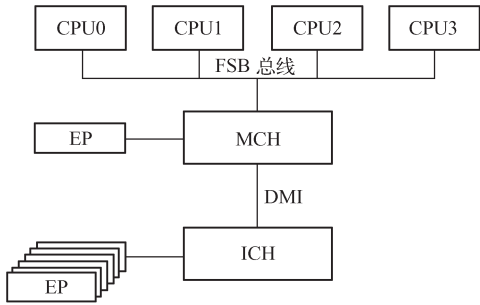 CPU0 CPU1 CPU2 CPU3
FSB 总线
EP MCH
DMI
ICH
EP